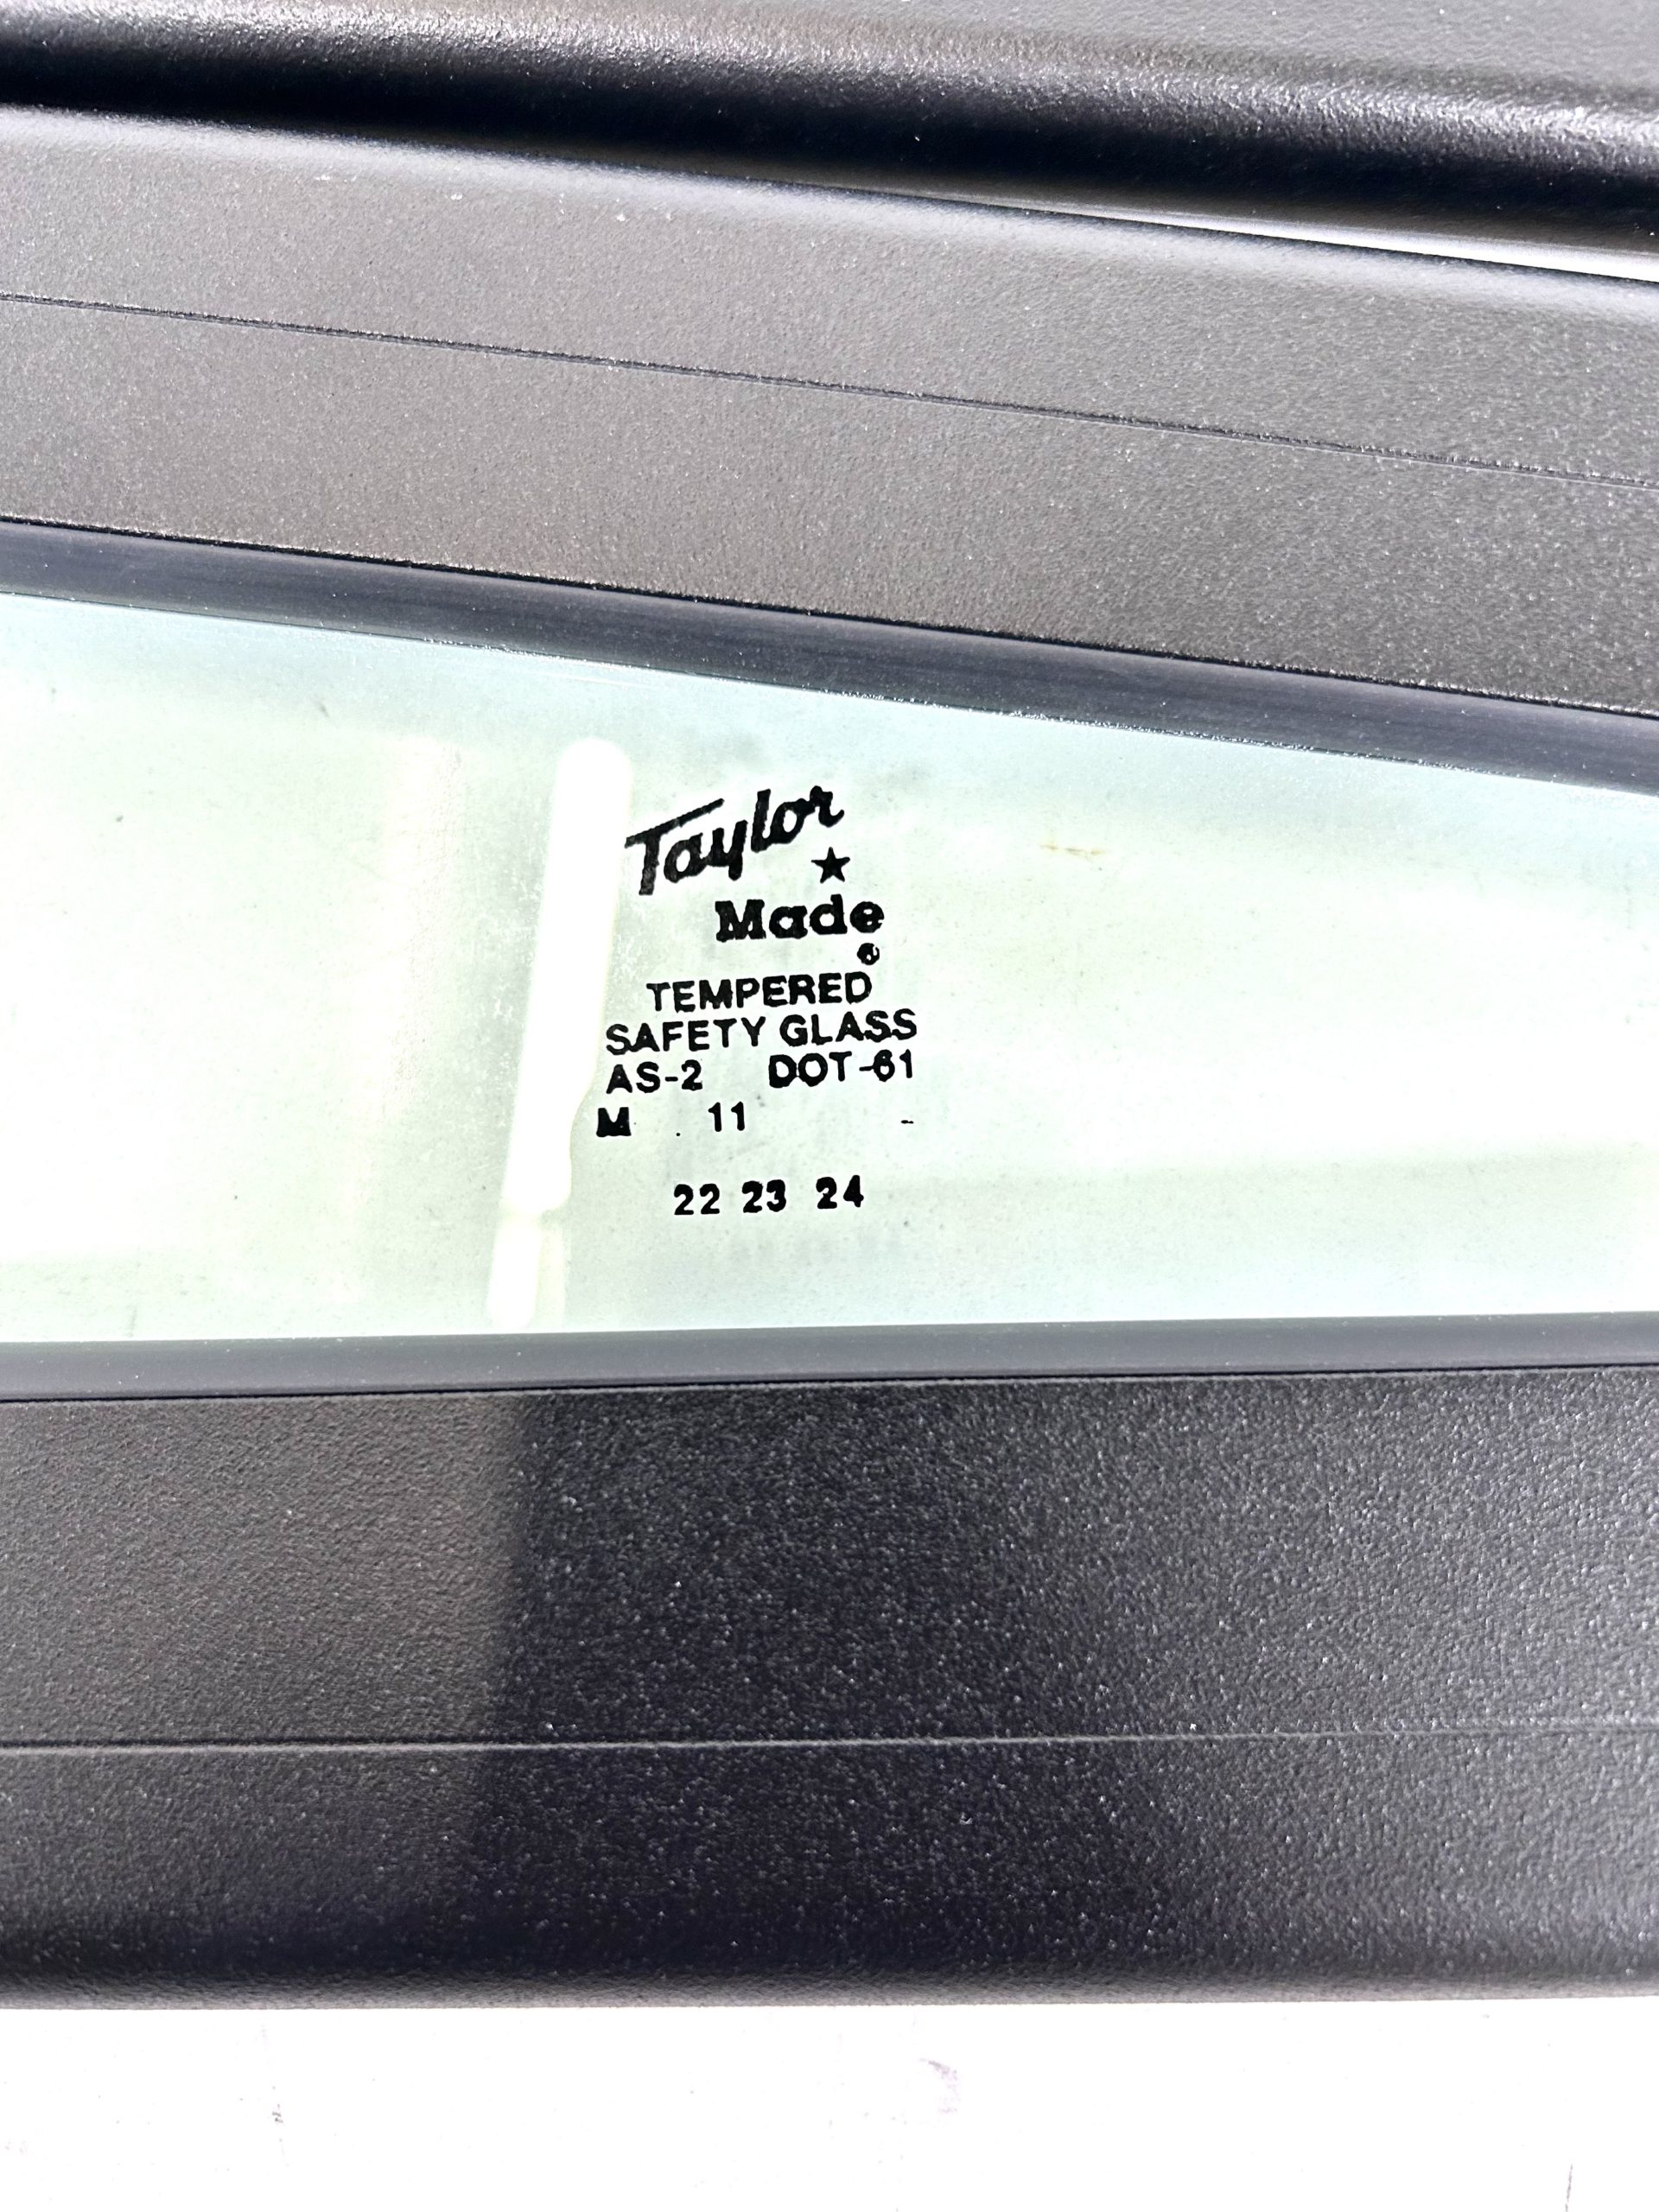 Taylor
Made
TEMPERED
SAFETY GLASS
AS-2 DOT-61
M . 11 -
22 23 24